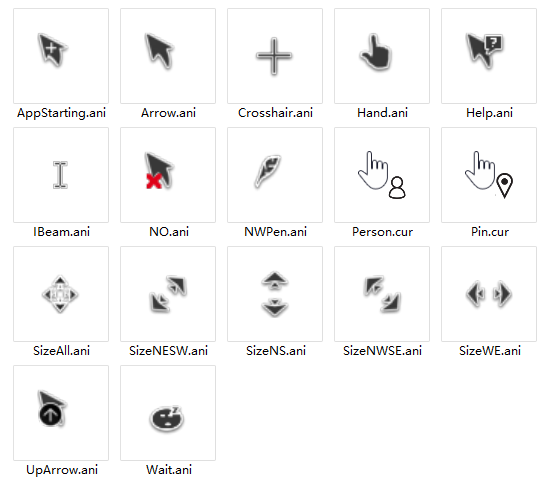 AppStarting.ani
Arrow.ani
Crosshair.ani
Hand.ani
?
Help.ani
IBeam.ani
NO.ani
NWPen.ani
Person.cur
Pin.cur
SizeAll.ani
SizeNESW.ani
SizeNS.ani
SizeNWSE.ani
SizeWE.ani
UpArrow.ani
Wait.ani